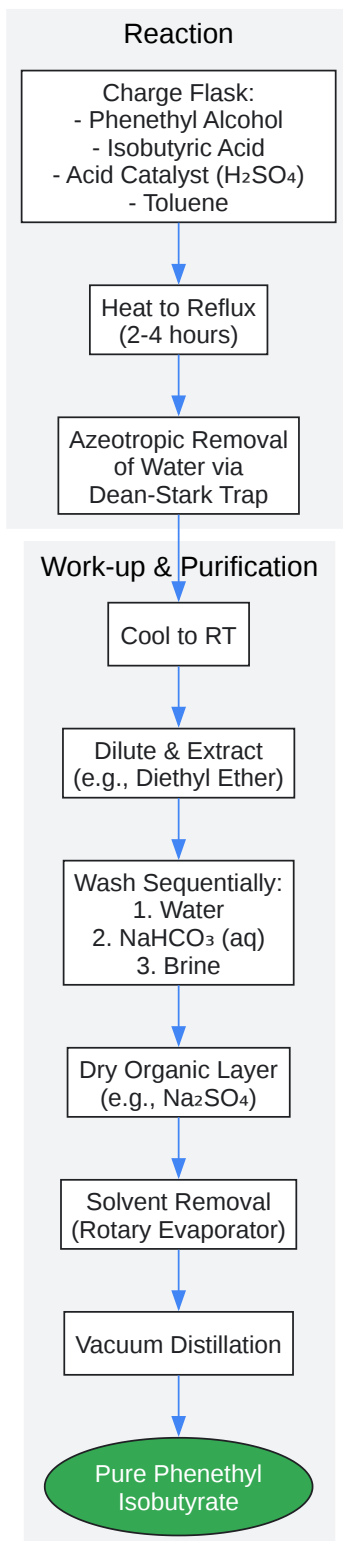 Reaction
Charge Flask:
- Phenethyl Alcohol
- Isobutyric Acid
- Acid Catalyst (H₂SO₄)
- Toluene
Heat to Reflux
(2-4 hours)
Azeotropic Removal
of Water via
Dean-Stark Trap
Work-up & Purification
Cool to RT
Dilute & Extract
(e.g., Diethyl Ether)
Wash Sequentially:
1. Water
2. NaHCO₃ (aq)
3. Brine
Dry Organic Layer
(e.g., Na₂SO₄)
Solvent Removal
(Rotary Evaporator)
Vacuum Distillation
Pure Phenethyl
Isobutyrate